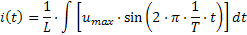 i(t) = 1/L · ∫ [u_max · sin(2 · π · 1/T · t)] dt